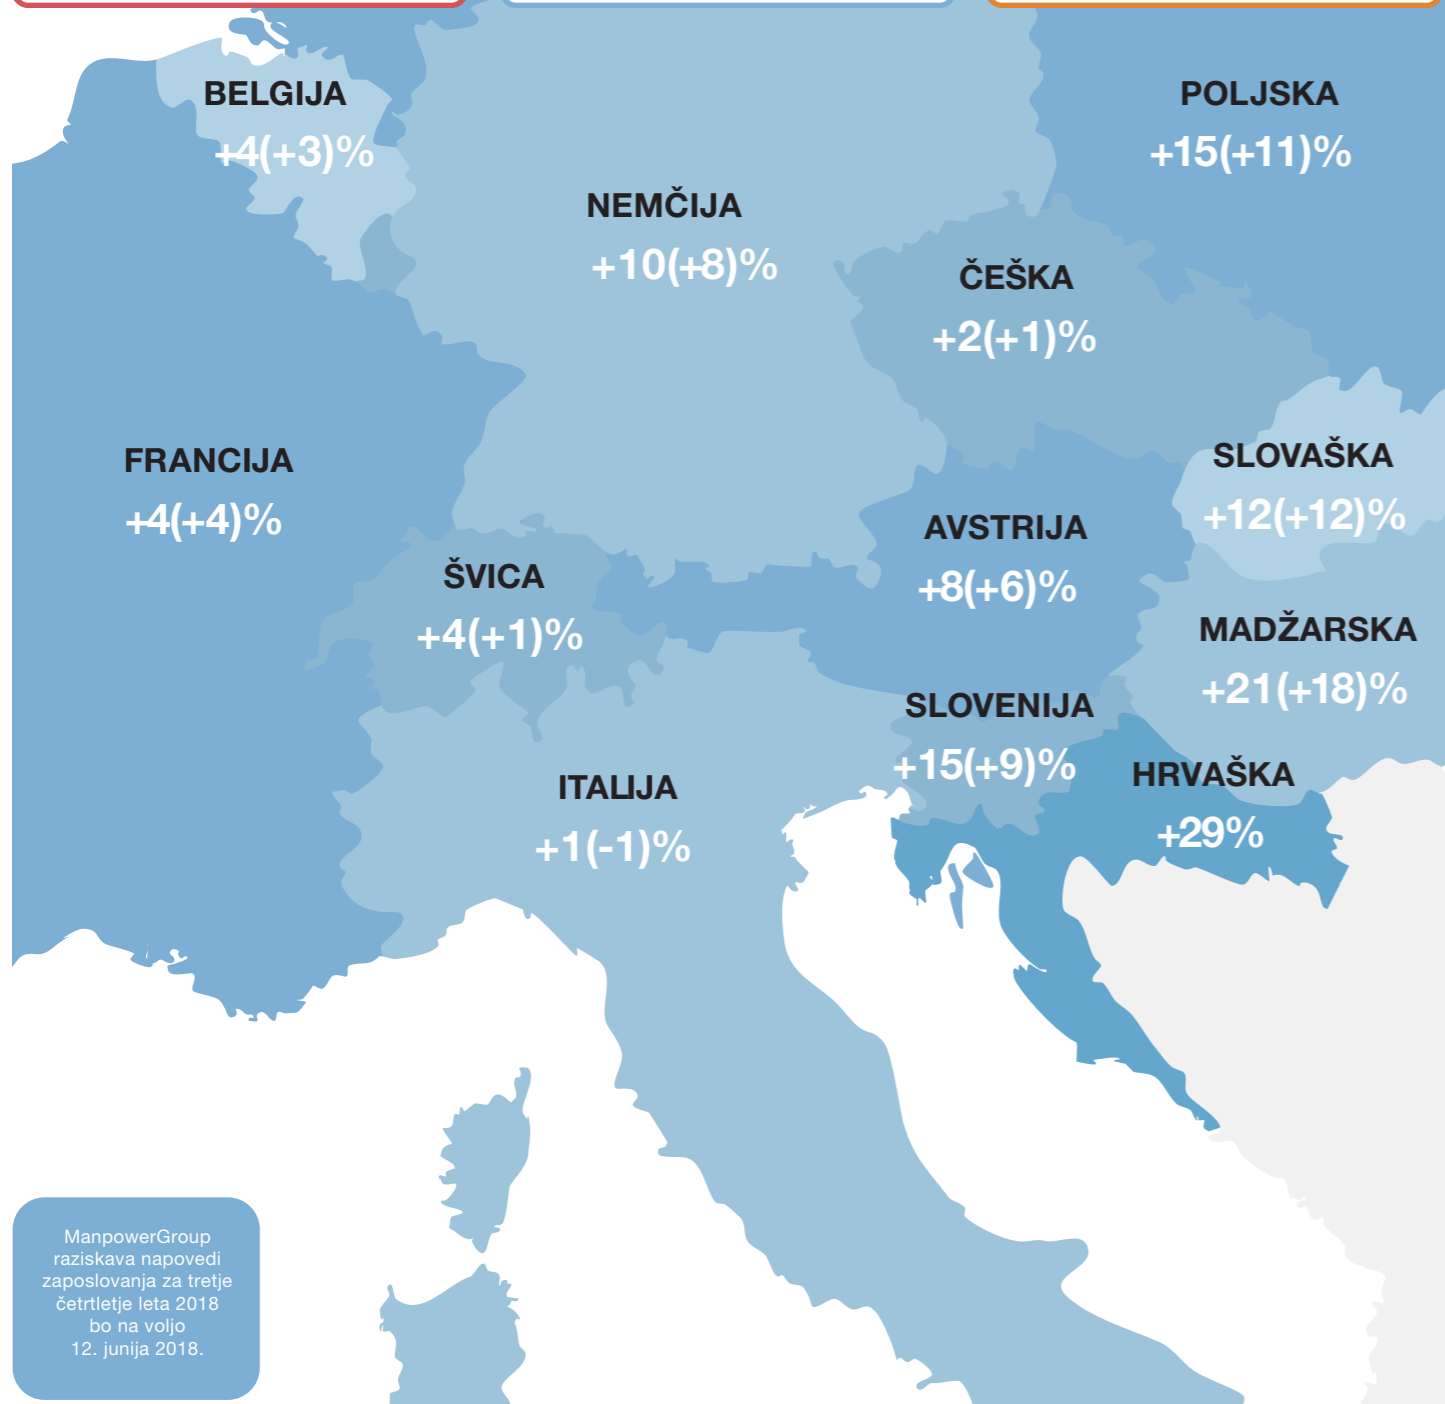 BELGIJA
+4(+3)%
POLJSKA
+15(+11)%
NEMČIJA
+10(+8)%
ČEŠKA
+2(+1)%
FRANCIJA
+4(+4)%
SLOVAŠKA
+12(+12)%
AVSTRIJA
+8(+6)%
ŠVICA
+4(+1)%
MADŽARSKA
+21(+18)%
SLOVENIJA
+15(+9)%
HRVAŠKA
+29%
ITALIJA
+1(-1)%
ManpowerGroup
raziskava napovedi
zaposlovanja za tretje
četrtletje leta 2018
bo na voljo
12. junija 2018.